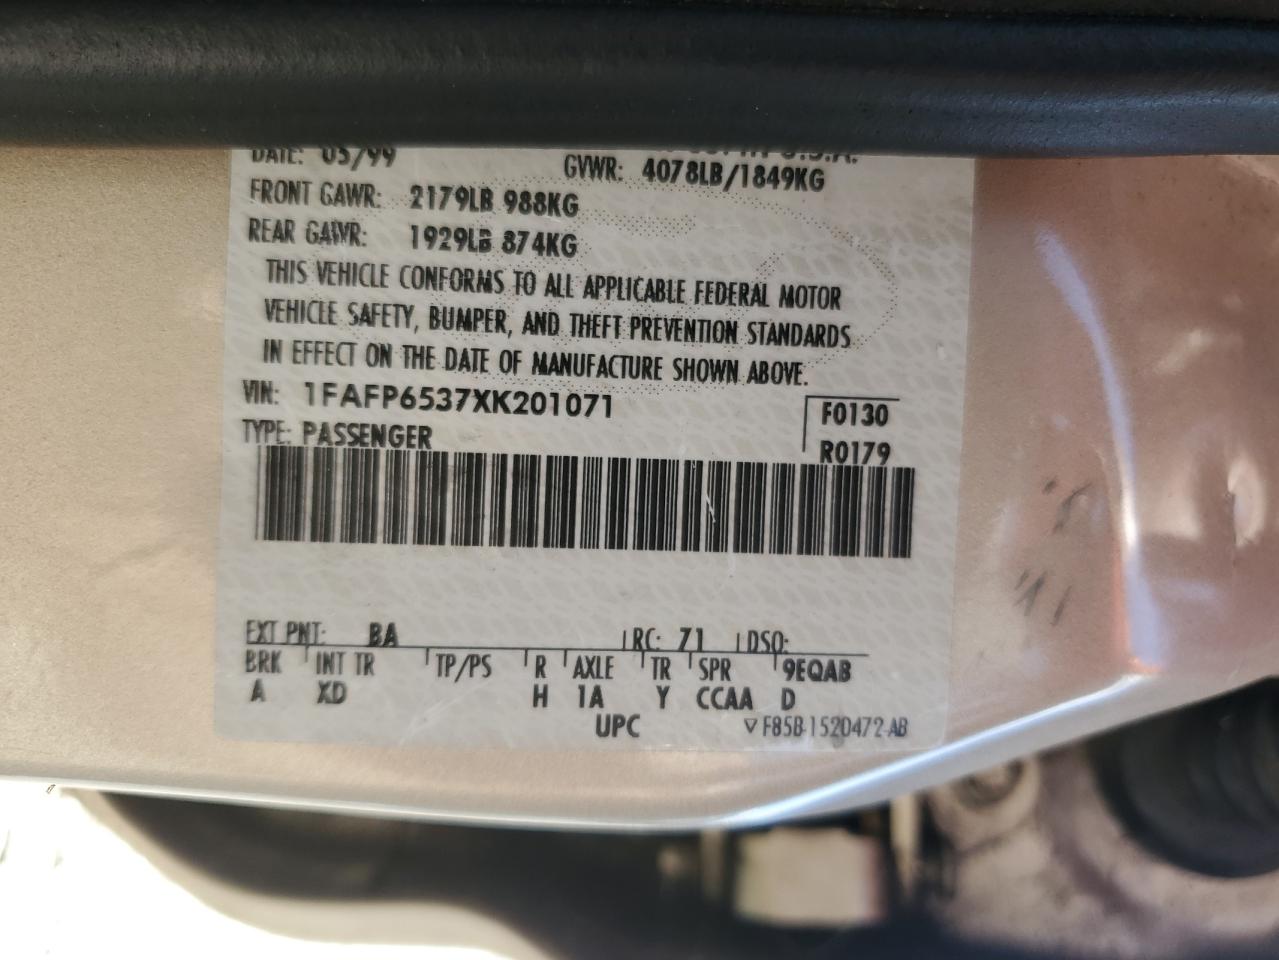 DATE: 05/99
GVWR: 4078LB/1849KG
FRONT GAWR: 2179LB 988KG
REAR GAWR: 1929LB 874KG
THIS VEHICLE CONFORMS TO ALL APPLICABLE FEDERAL MOTOR
VEHICLE SAFETY, BUMPER, AND THEFT PREVENTION STANDARDS
IN EFFECT ON THE DATE OF MANUFACTURE SHOWN ABOVE.
VIN: 1FAFP6537XK201071
F0130
TYPE: PASSENGER
R0179
EXT PNT: BA RC: 71 DSO:
BRK INT TR TP/PS R AXLE TR SPR 9EQAB
A XD H 1A Y CCAA D
UPC ▽F85B-1520472-AB